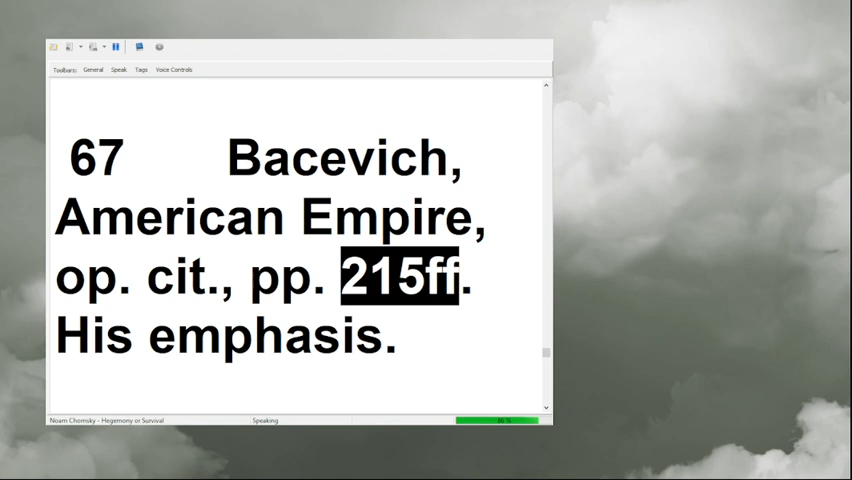 Toolbars: General Speak Tags Voice Controls
67 Bacevich,
American Empire,
op. cit., pp. 215ff.
His emphasis.
Noam Chomsky - Hegemony or Survival Speaking 86 %